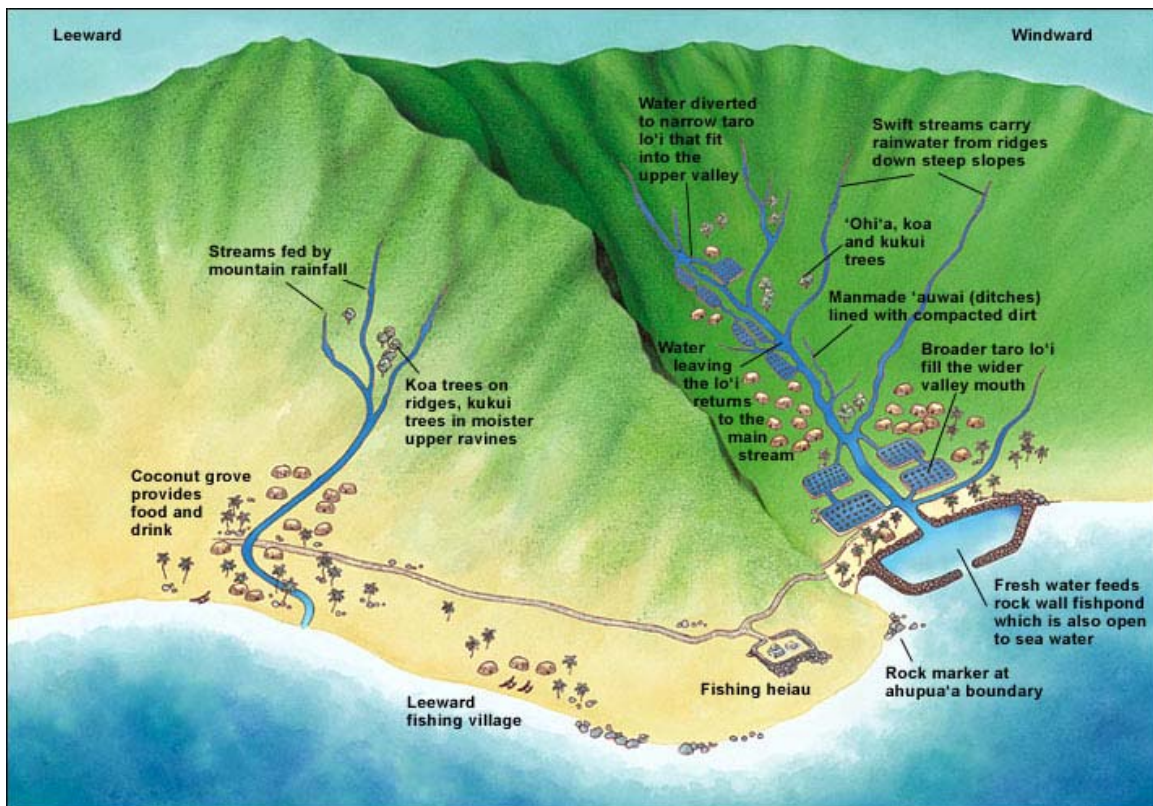 Leeward
Windward
Water diverted
to narrow taro
lo‘i that fit
into the
upper valley
Swift streams carry
rainwater from ridges
down steep slopes
‘Ohi‘a, koa
and kukui
trees
Streams fed by
mountain rainfall
Manmade ‘auwai (ditches)
lined with compacted dirt
Water
leaving
the lo‘i
returns
to the
main
stream
Broader taro lo‘i
fill the wider
valley mouth
Koa trees on
ridges, kukui
trees in moister
upper ravines
Coconut grove
provides
food and
drink
Fresh water feeds
rock wall fishpond
which is also open
to sea water
Rock marker at
ahupua‘a boundary
Fishing heiau
Leeward
fishing village